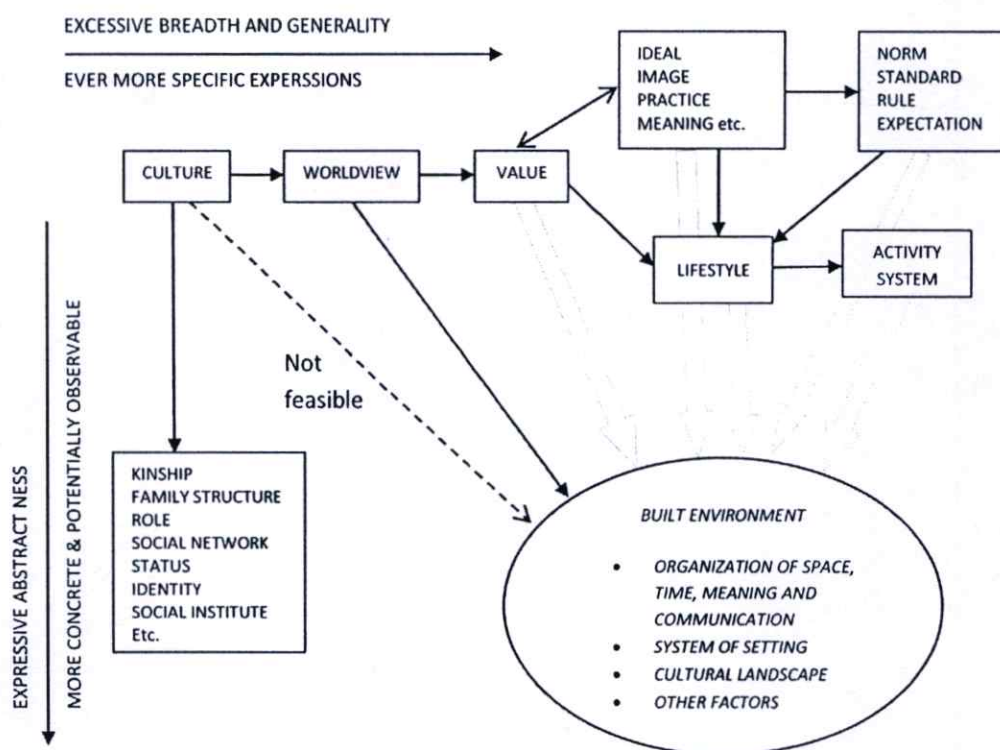 EXCESSIVE BREADTH AND GENERALITY
EVER MORE SPECIFIC EXPERSSIONS
IDEAL
IMAGE
PRACTICE
MEANING etc.
NORM
STANDARD
RULE
EXPECTATION
CULTURE
WORLDVIEW
VALUE
LIFESTYLE
ACTIVITY
SYSTEM
Not
feasible
EXPRESSIVE ABSTRACT NESS
MORE CONCRETE & POTENTIALLY OBSERVABLE
KINSHIP
FAMILY STRUCTURE
ROLE
SOCIAL NETWORK
STATUS
IDENTITY
SOCIAL INSTITUTE
Etc.
BUILT ENVIRONMENT
• ORGANIZATION OF SPACE,
TIME, MEANING AND
COMMUNICATION
• SYSTEM OF SETTING
• CULTURAL LANDSCAPE
• OTHER FACTORS